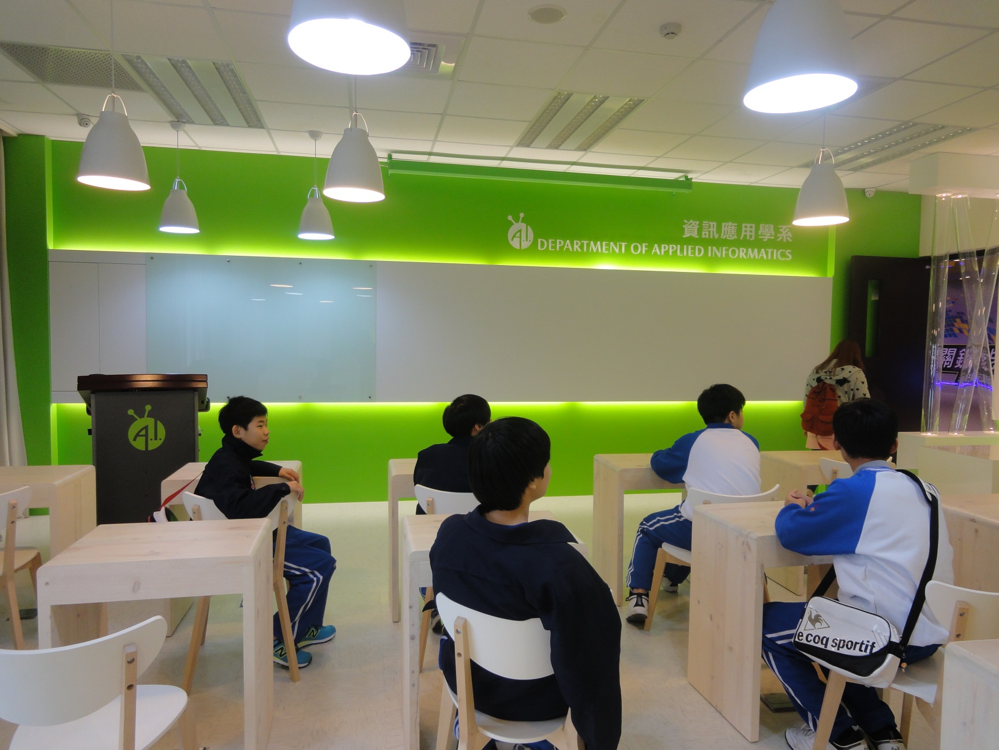 資訊應用學系
A.I. DEPARTMENT OF APPLIED INFORMATICS
A.I.
le coq sportif
N
N